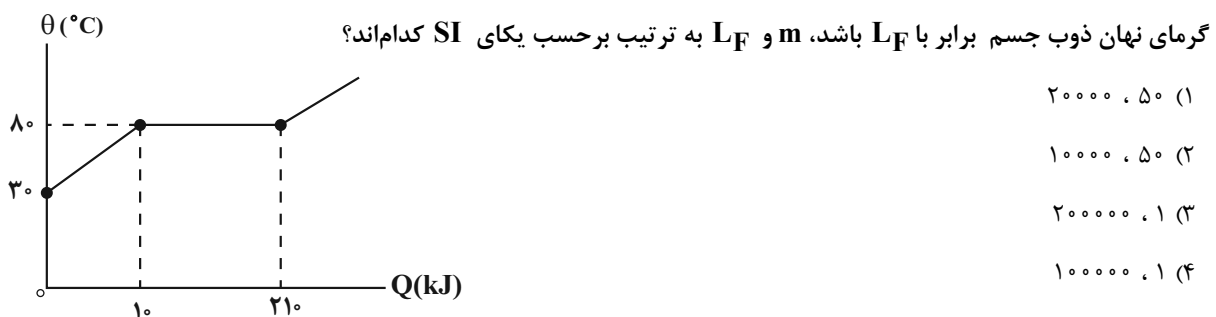 گرمای نهان ذوب جسم برابر با L_F باشد، m و L_F به ترتیب برحسب یکای SI کدام‌اند؟
۱) ۵۰ ، ۲۰۰۰۰
۲) ۵۰ ، ۱۰۰۰۰
۳) ۱ ، ۲۰۰۰۰۰
۴) ۱ ، ۱۰۰۰۰۰
θ (°C)
۸۰
۳۰
۰
۱۰
۲۱۰
Q(kJ)